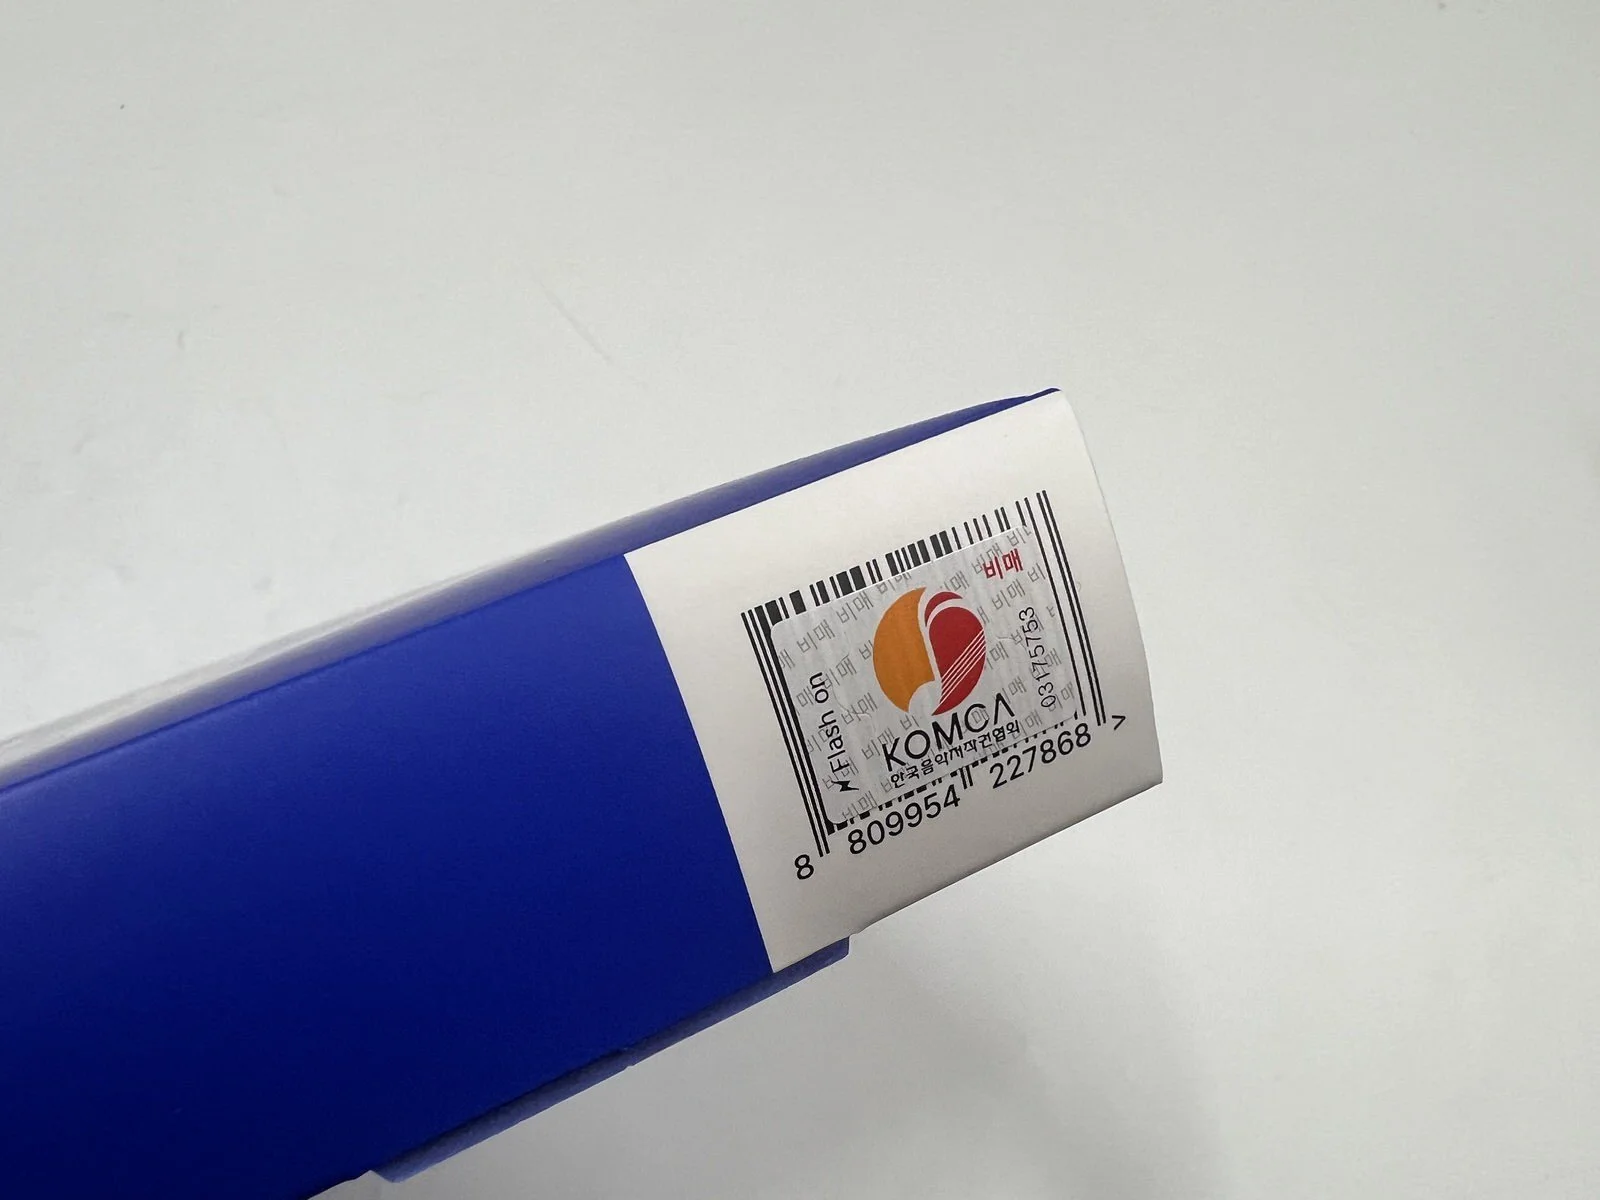 비매
Flash on
03175753
KOMCA
한국음악저작권협회
8 809954 227868 >